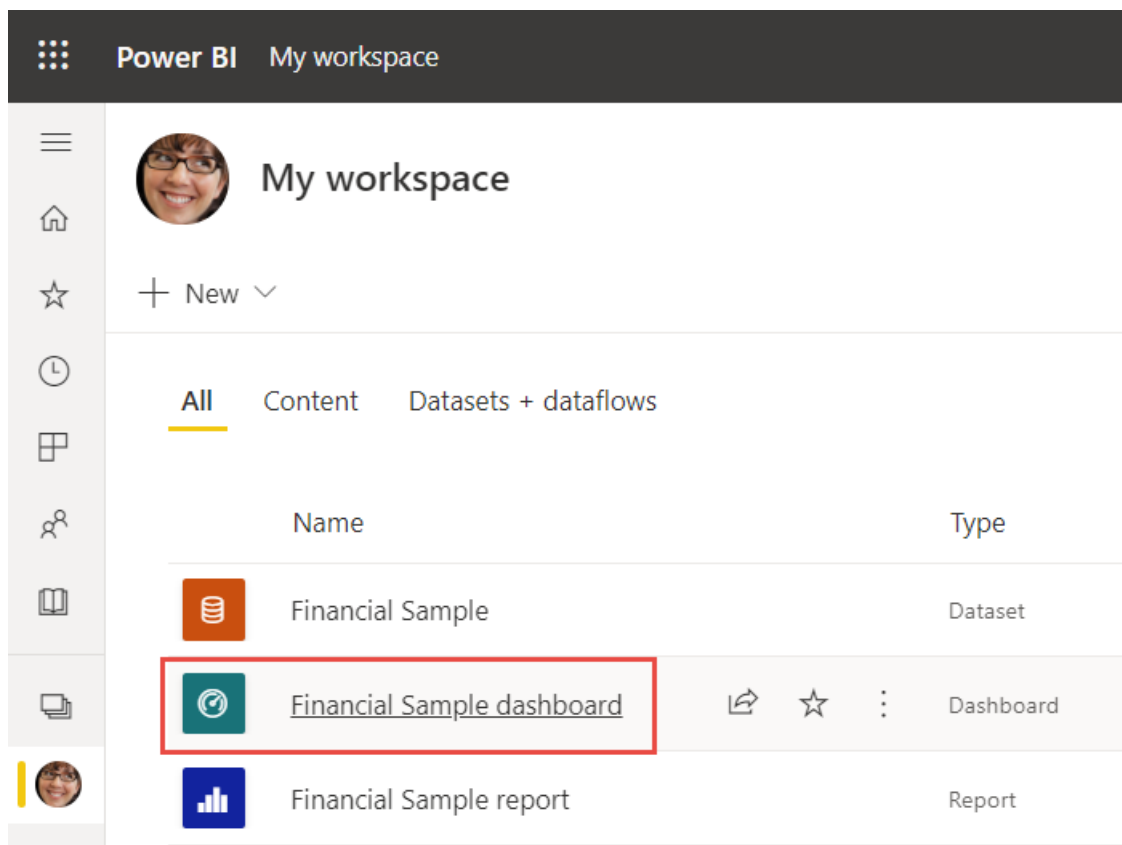 Power BI My workspace
My workspace
New
All Content Datasets + dataflows
Name Type
Financial Sample Dataset
Financial Sample dashboard Dashboard
Financial Sample report Report